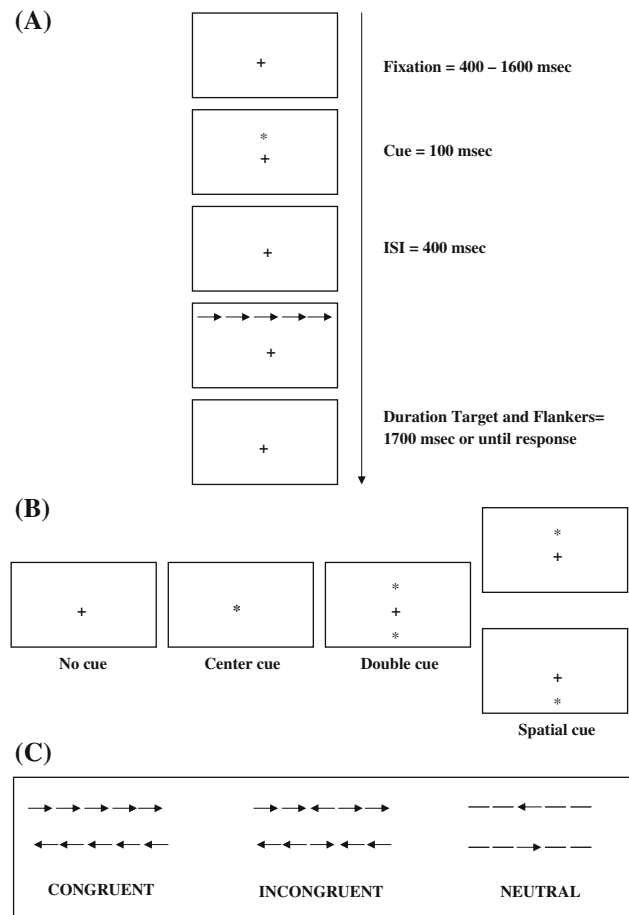 (A)
+
Fixation = 400 – 1600 msec
*
+
Cue = 100 msec
+
ISI = 400 msec
+
+
Duration Target and Flankers=
1700 msec or until response
(B)
*
+
+
*
*
+
*
No cue
Center cue
Double cue
+
*
Spatial cue
(C)
CONGRUENT
INCONGRUENT
NEUTRAL